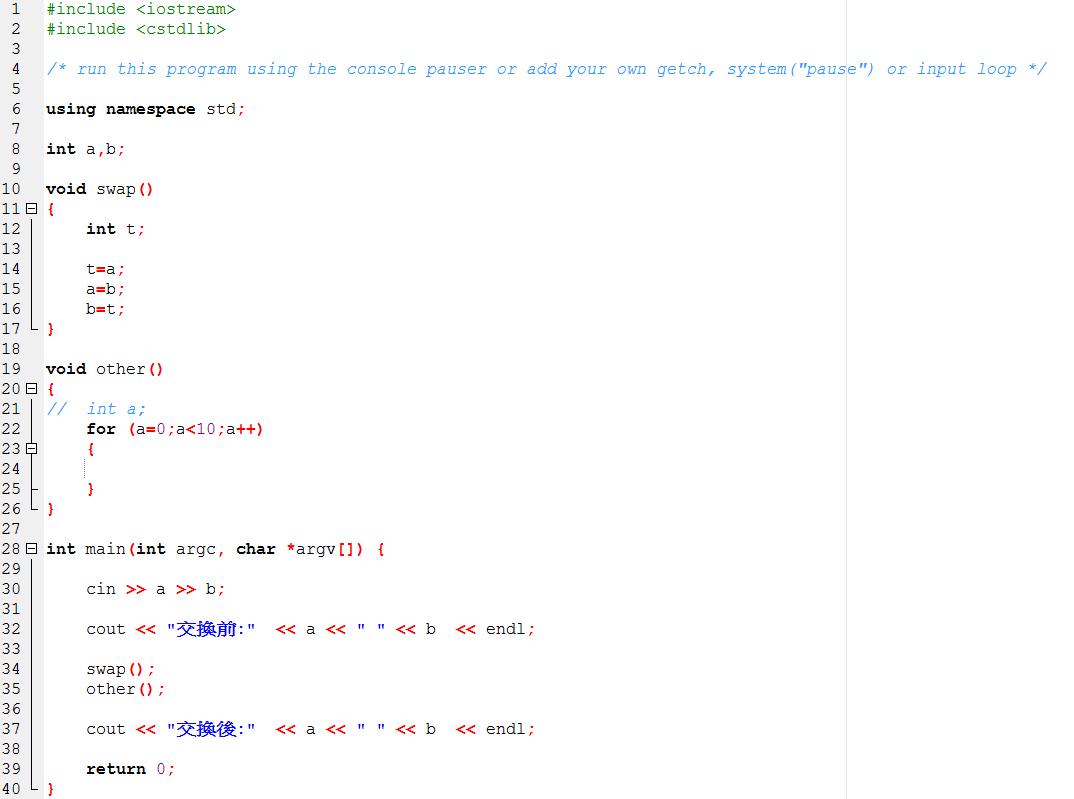 1 #include <iostream>
2 #include <cstdlib>
3
4 /* run this program using the console pauser or add your own getch, system("pause") or input loop */
5
6 using namespace std;
7
8 int a,b;
9
10 void swap()
11 {
12     int t;
13
14     t=a;
15     a=b;
16     b=t;
17 }
18
19 void other()
20 {
21 //  int a;
22     for (a=0;a<10;a++)
23     {
24
25     }
26 }
27
28 int main(int argc, char *argv[]) {
29
30     cin >> a >> b;
31
32     cout << "交換前:"  << a << " " << b  << endl;
33
34     swap();
35     other();
36
37     cout << "交換後:"  << a << " " << b  << endl;
38
39     return 0;
40 }